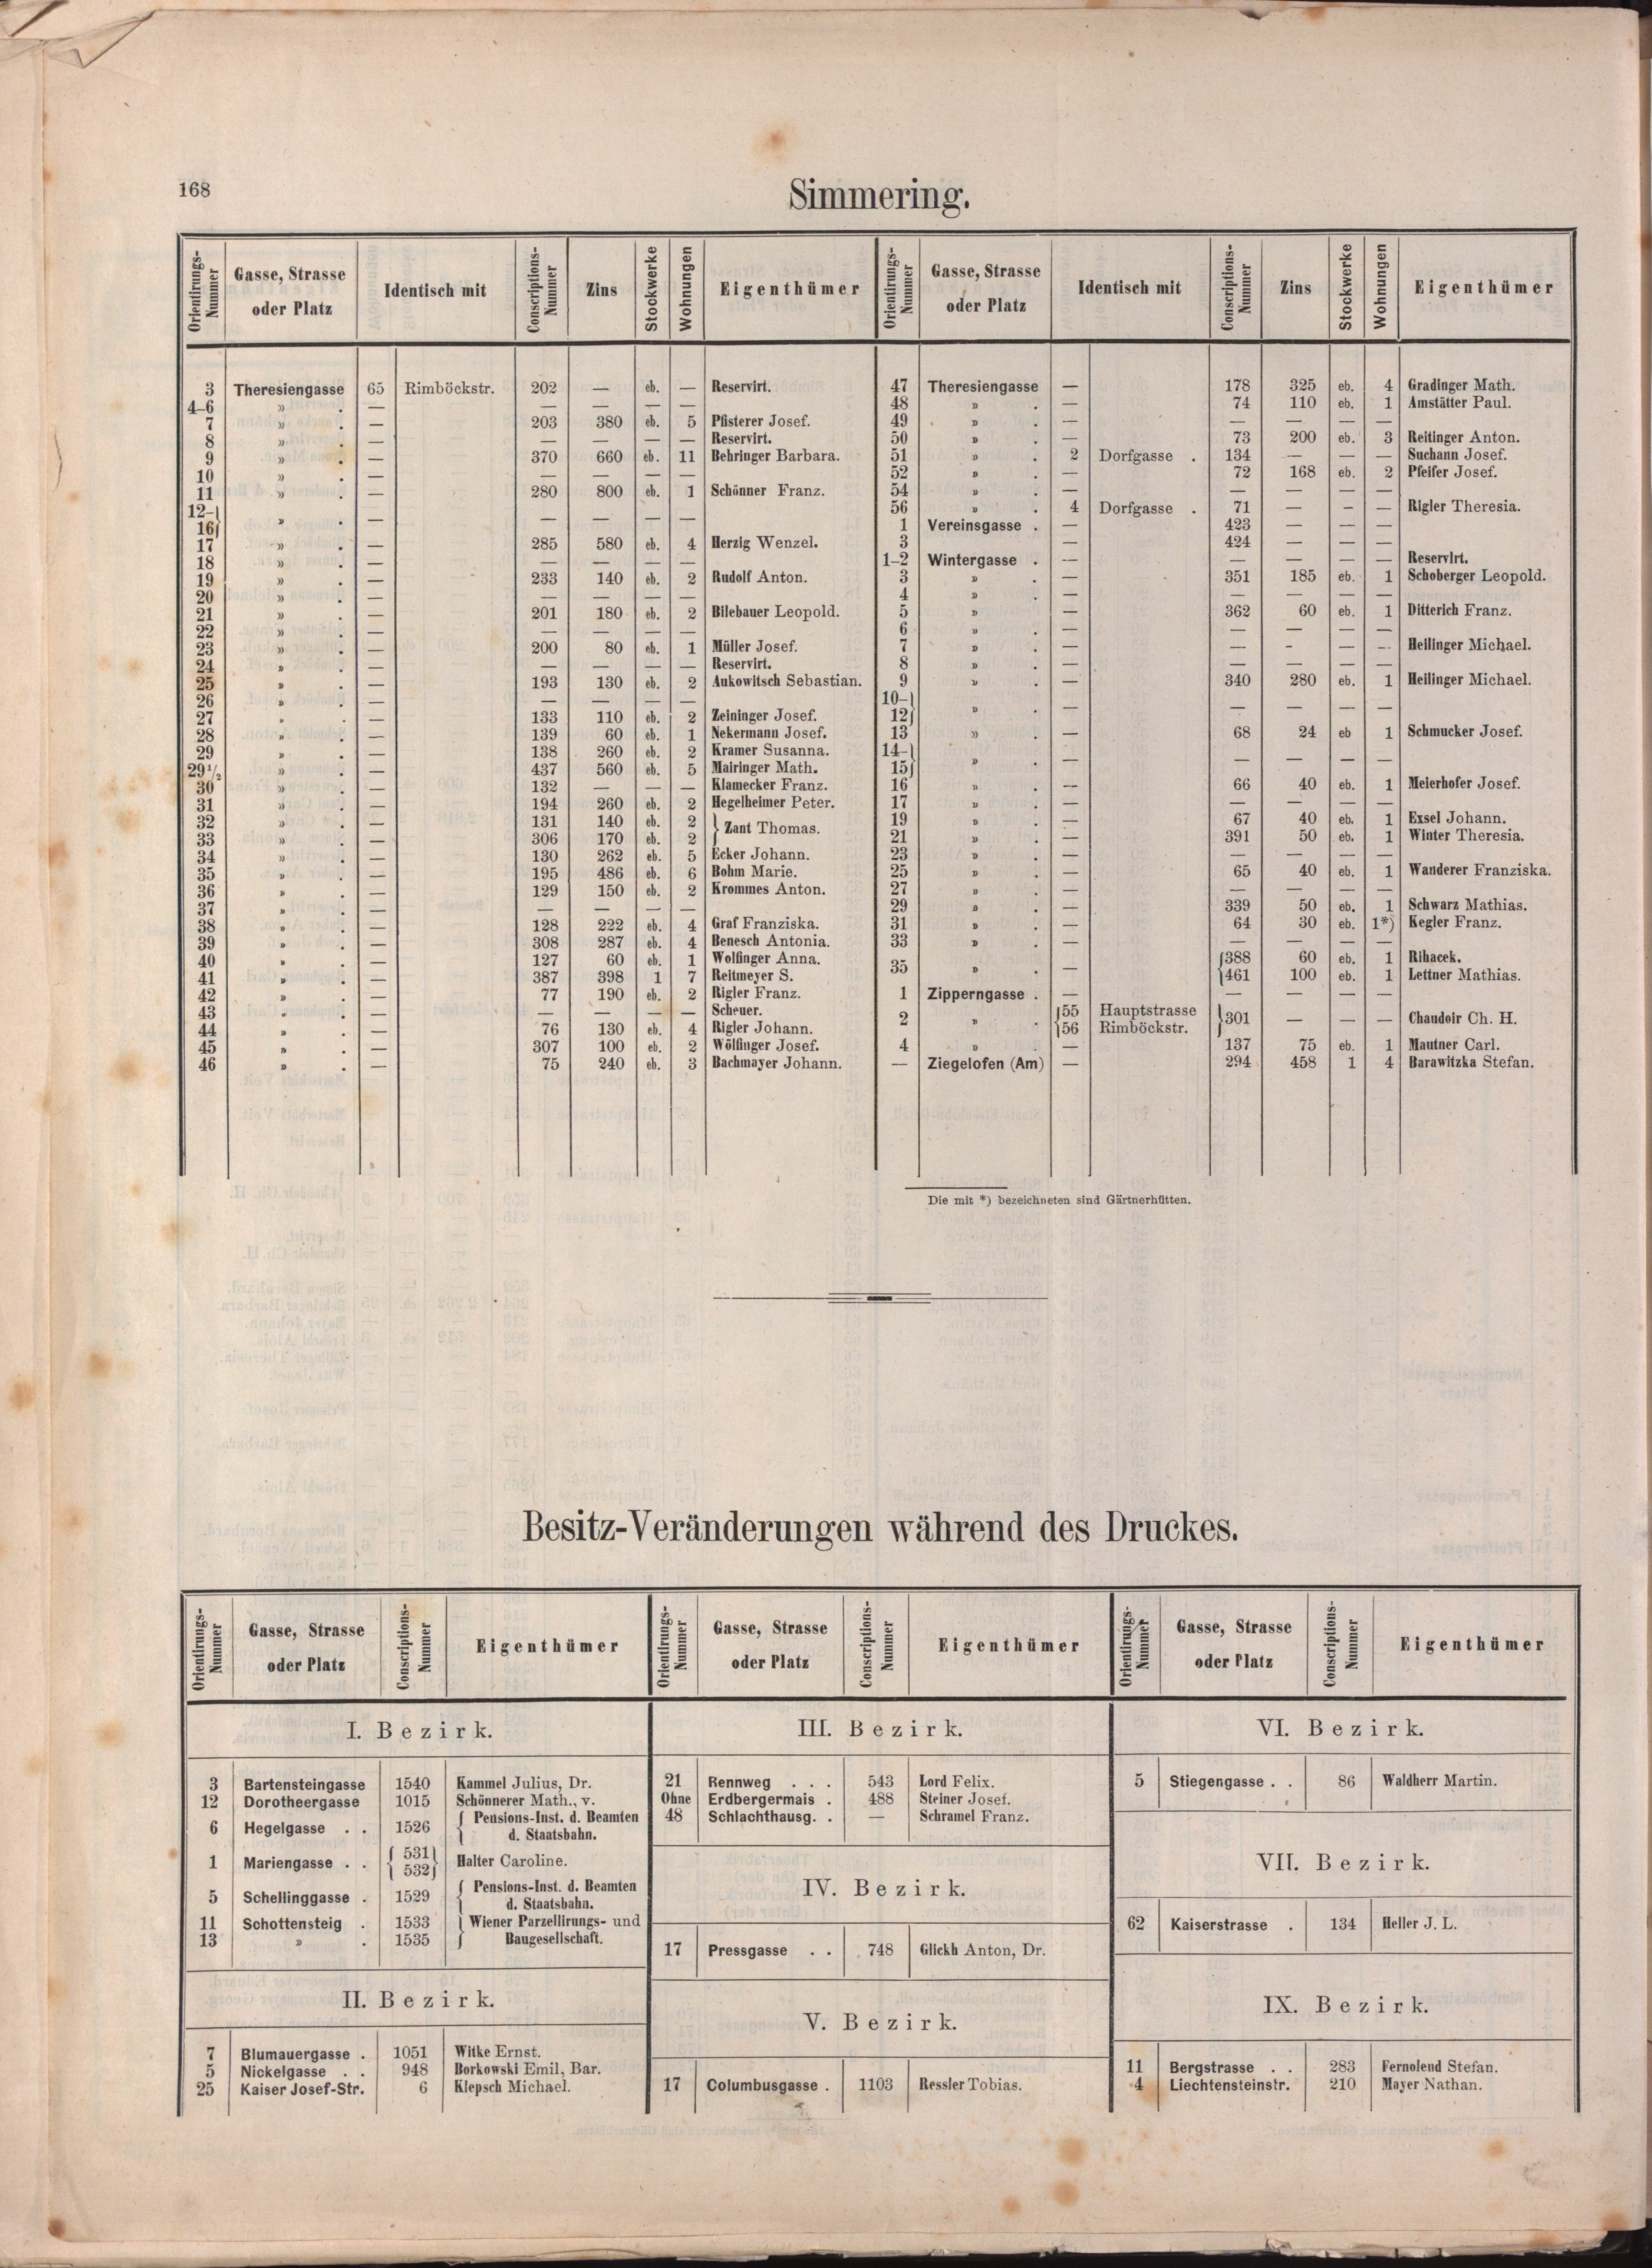 168
Simmering.
Orientirungs-Nummer | Gasse, Strasse oder Platz | Identisch mit | Conscriptions-Nummer | Zins | Stockwerke | Wohnungen | Eigenthümer
3 Theresiengasse 65 Rimböckstr. 202 — eb. — Reservirt.
4–6 » . — — — — —
7 » . — 203 380 eb. 5 Pfisterer Josef.
8 » . — — — — — Reservirt.
9 » . — 370 660 eb. 11 Behringer Barbara.
10 » . — — — — —
11 » . — 280 800 eb. 1 Schönner Franz.
12–16 » . — — — — —
17 » . — 285 580 eb. 4 Herzig Wenzel.
18 » . — — — — —
19 » . — 233 140 eb. 2 Rudolf Anton.
20 » . — — — — —
21 » . — 201 180 eb. 2 Bilebauer Leopold.
22 » . — — — — —
23 » . — 200 80 eb. 1 Müller Josef.
24 » . — — — — — Reservirt.
25 » . — 193 130 eb. 2 Aukowitsch Sebastian.
26 » . — — — — —
27 » . — 133 110 eb. 2 Zeininger Josef.
28 » . — 139 60 eb. 1 Nekermann Josef.
29 » . — 138 260 eb. 2 Kramer Susanna.
29 1/2 » . — 437 560 eb. 5 Mairinger Math.
30 » . — 132 — — — Klamecker Franz.
31 » . — 194 260 eb. 2 Hegelheimer Peter.
32 » . — 131 140 eb. 2 } Zant Thomas.
33 » . — 306 170 eb. 2
34 » . — 130 262 eb. 5 Ecker Johann.
35 » . — 195 486 eb. 6 Bohm Marie.
36 » . — 129 150 eb. 2 Krommes Anton.
37 » . — — — — —
38 » . — 128 222 eb. 4 Graf Franziska.
39 » . — 308 287 eb. 4 Benesch Antonia.
40 » . — 127 60 eb. 1 Wolfinger Anna.
41 » . — 387 398 1 7 Reitmeyer S.
42 » . — 77 190 eb. 2 Rigler Franz.
43 » . — — — — — Scheuer.
44 » . — 76 130 eb. 4 Rigler Johann.
45 » . — 307 100 eb. 2 Wölfinger Josef.
46 » . — 75 240 eb. 3 Bachmayer Johann.
Orientirungs-Nummer | Gasse, Strasse oder Platz | Identisch mit | Conscriptions-Nummer | Zins | Stockwerke | Wohnungen | Eigenthümer
47 Theresiengasse — 178 325 eb. 4 Gradinger Math.
48 » . — 74 110 eb. 1 Amstätter Paul.
49 » . — — — — —
50 » . — 73 200 eb. 3 Reitinger Anton.
51 » . 2 Dorfgasse . 134 — — — Suchann Josef.
52 » . — 72 168 eb. 2 Pfeifer Josef.
54 » . — — — — —
56 » . 4 Dorfgasse . 71 — – — Rigler Theresia.
1 Vereinsgasse . — 423 — — —
3 — 424 — — —
1–2 Wintergasse . — — — — — Reservirt.
3 » . — 351 185 eb. 1 Schoberger Leopold.
4 » . — — — — —
5 » . — 362 60 eb. 1 Ditterich Franz.
6 » . — — — — —
7 » . — — - — — Heilinger Michael.
8 » . — — — — —
9 » . — 340 280 eb. 1 Heilinger Michael.
10–12 » . — — — — —
13 » . — 68 24 eb 1 Schmucker Josef.
14–15 » . — — — — —
16 » . — 66 40 eb. 1 Meierhofer Josef.
17 » . — — — — —
19 » . — 67 40 eb. 1 Exsel Johann.
21 » . — 391 50 eb. 1 Winter Theresia.
23 » . — — — — —
25 » . — 65 40 eb. 1 Wanderer Franziska.
27 » . — — — — —
29 » . — 339 50 eb. 1 Schwarz Mathias.
31 » . — 64 30 eb. 1*) Kegler Franz.
33 » . — — — — —
35 » . — { 388 60 eb. 1 Rihacek.
461 100 eb. 1 Lettner Mathias.
1 Zipperngasse . — — — — —
2 » . { 55 Hauptstrasse } 301 — — — Chaudoir Ch. H.
56 Rimböckstr.
4 » — 137 75 eb. 1 Mautner Carl.
— Ziegelofen (Am) — 294 458 1 4 Barawitzka Stefan.
Die mit *) bezeichneten sind Gärtnerhütten.
Besitz-Veränderungen während des Druckes.
Orientirungs-Nummer | Gasse, Strasse oder Platz | Conscriptions-Nummer | Eigenthümer
I. Bezirk.
3 Bartensteingasse 1540 Kammel Julius, Dr.
12 Dorotheergasse 1015 Schönnerer Math., v.
6 Hegelgasse . . 1526 { Pensions-Inst. d. Beamten
d. Staatsbahn.
1 Mariengasse . . { 531 532 } Halter Caroline.
5 Schellinggasse . 1529 { Pensions-Inst. d. Beamten
d. Staatsbahn.
11 Schottensteig . 1533 } Wiener Parzellirungs- und
13 » . 1535 } Baugesellschaft.
II. Bezirk.
7 Blumauergasse . 1051 Witke Ernst.
5 Nickelgasse . . 948 Borkowski Emil, Bar.
25 Kaiser Josef-Str. 6 Klepsch Michael.
Orientirungs-Nummer | Gasse, Strasse oder Platz | Conscriptions-Nummer | Eigenthümer
III. Bezirk.
21 Rennweg . . . 543 Lord Felix.
Ohne Erdbergermais . 488 Steiner Josef.
48 Schlachthausg. . — Schramel Franz.
IV. Bezirk.
17 Pressgasse . . 748 Glickh Anton, Dr.
V. Bezirk.
17 Columbusgasse . 1103 Ressler Tobias.
Orientirungs-Nummer | Gasse, Strasse oder Platz | Conscriptions-Nummer | Eigenthümer
VI. Bezirk.
5 Stiegengasse . . 86 Waldherr Martin.
VII. Bezirk.
62 Kaiserstrasse . 134 Heller J. L.
IX. Bezirk.
11 Bergstrasse . . 283 Fernolend Stefan.
4 Liechtensteinstr. 210 Mayer Nathan.